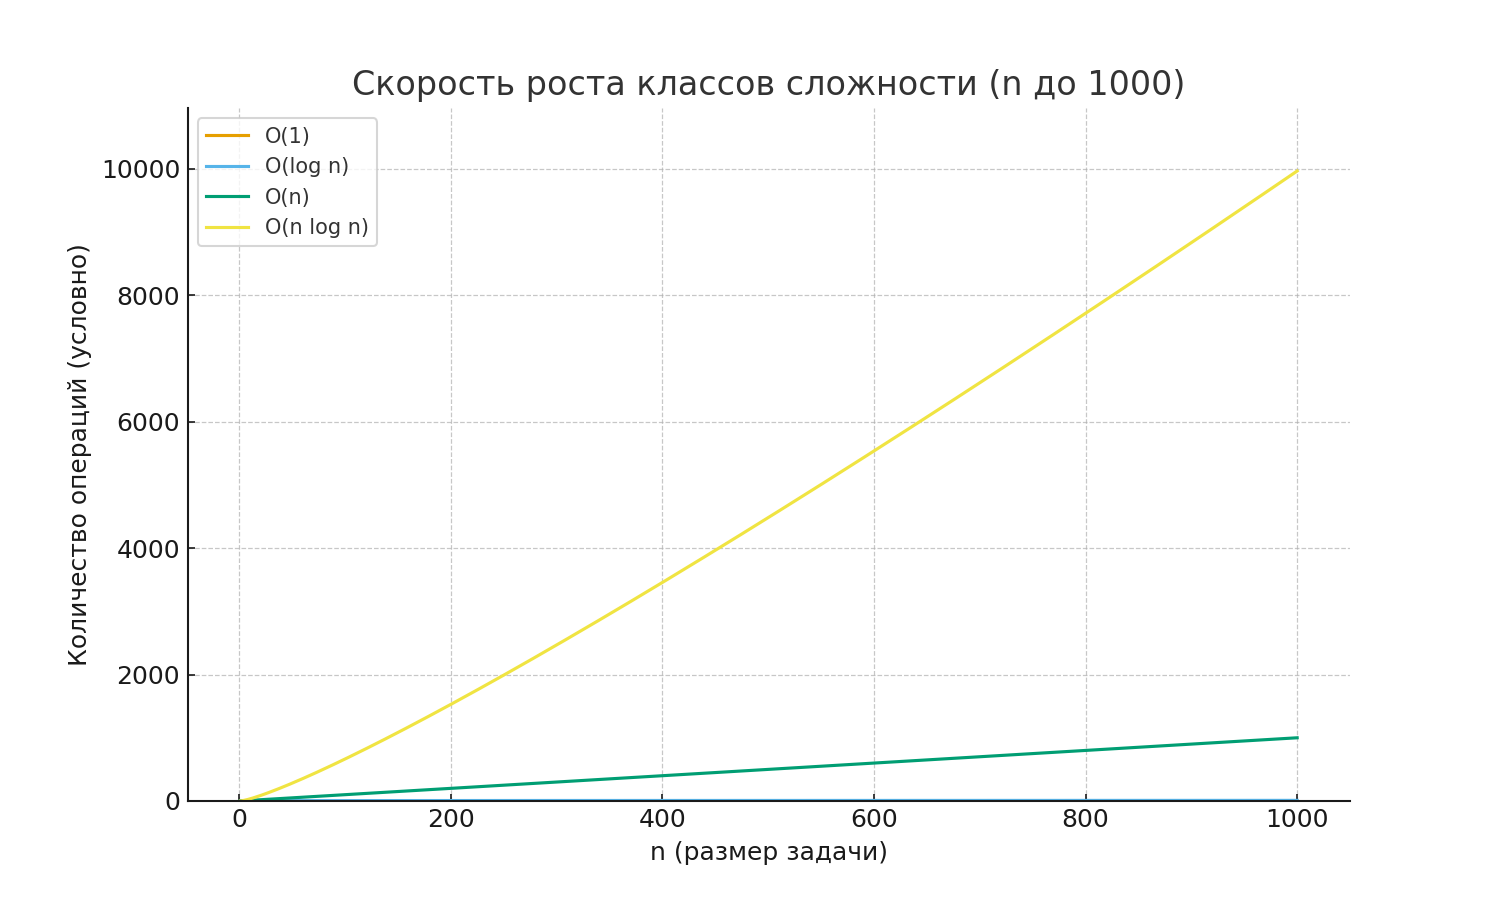 Скорость роста классов сложности (n до 1000)
O(1)
O(log n)
O(n)
O(n log n)
Количество операций (условно)
10000
8000
6000
4000
2000
0
0 200 400 600 800 1000
n (размер задачи)